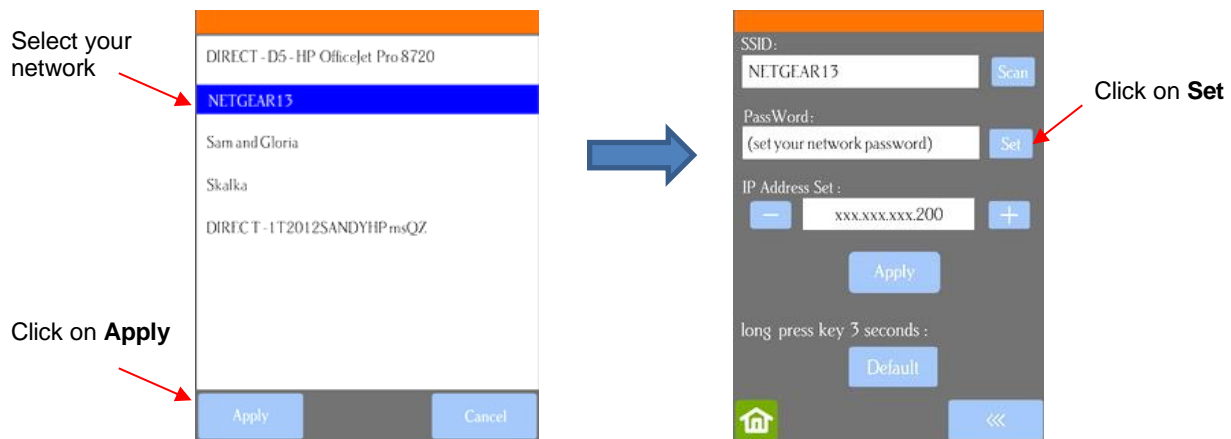 Select your
network
DIRECT - D5 - HP OfficeJet Pro 8720
NETGEAR13
Sam and Gloria
Skalka
DIRECT - 1T2012SANDYHP msQZ
Click on Apply
Apply
Cancel
SSID:
NETGEAR13
Scan
PassWord:
(set your network password)
Set
Click on Set
IP Address Set :
−
xxx.xxx.xxx.200
+
Apply
long press key 3 seconds :
Default
<<<